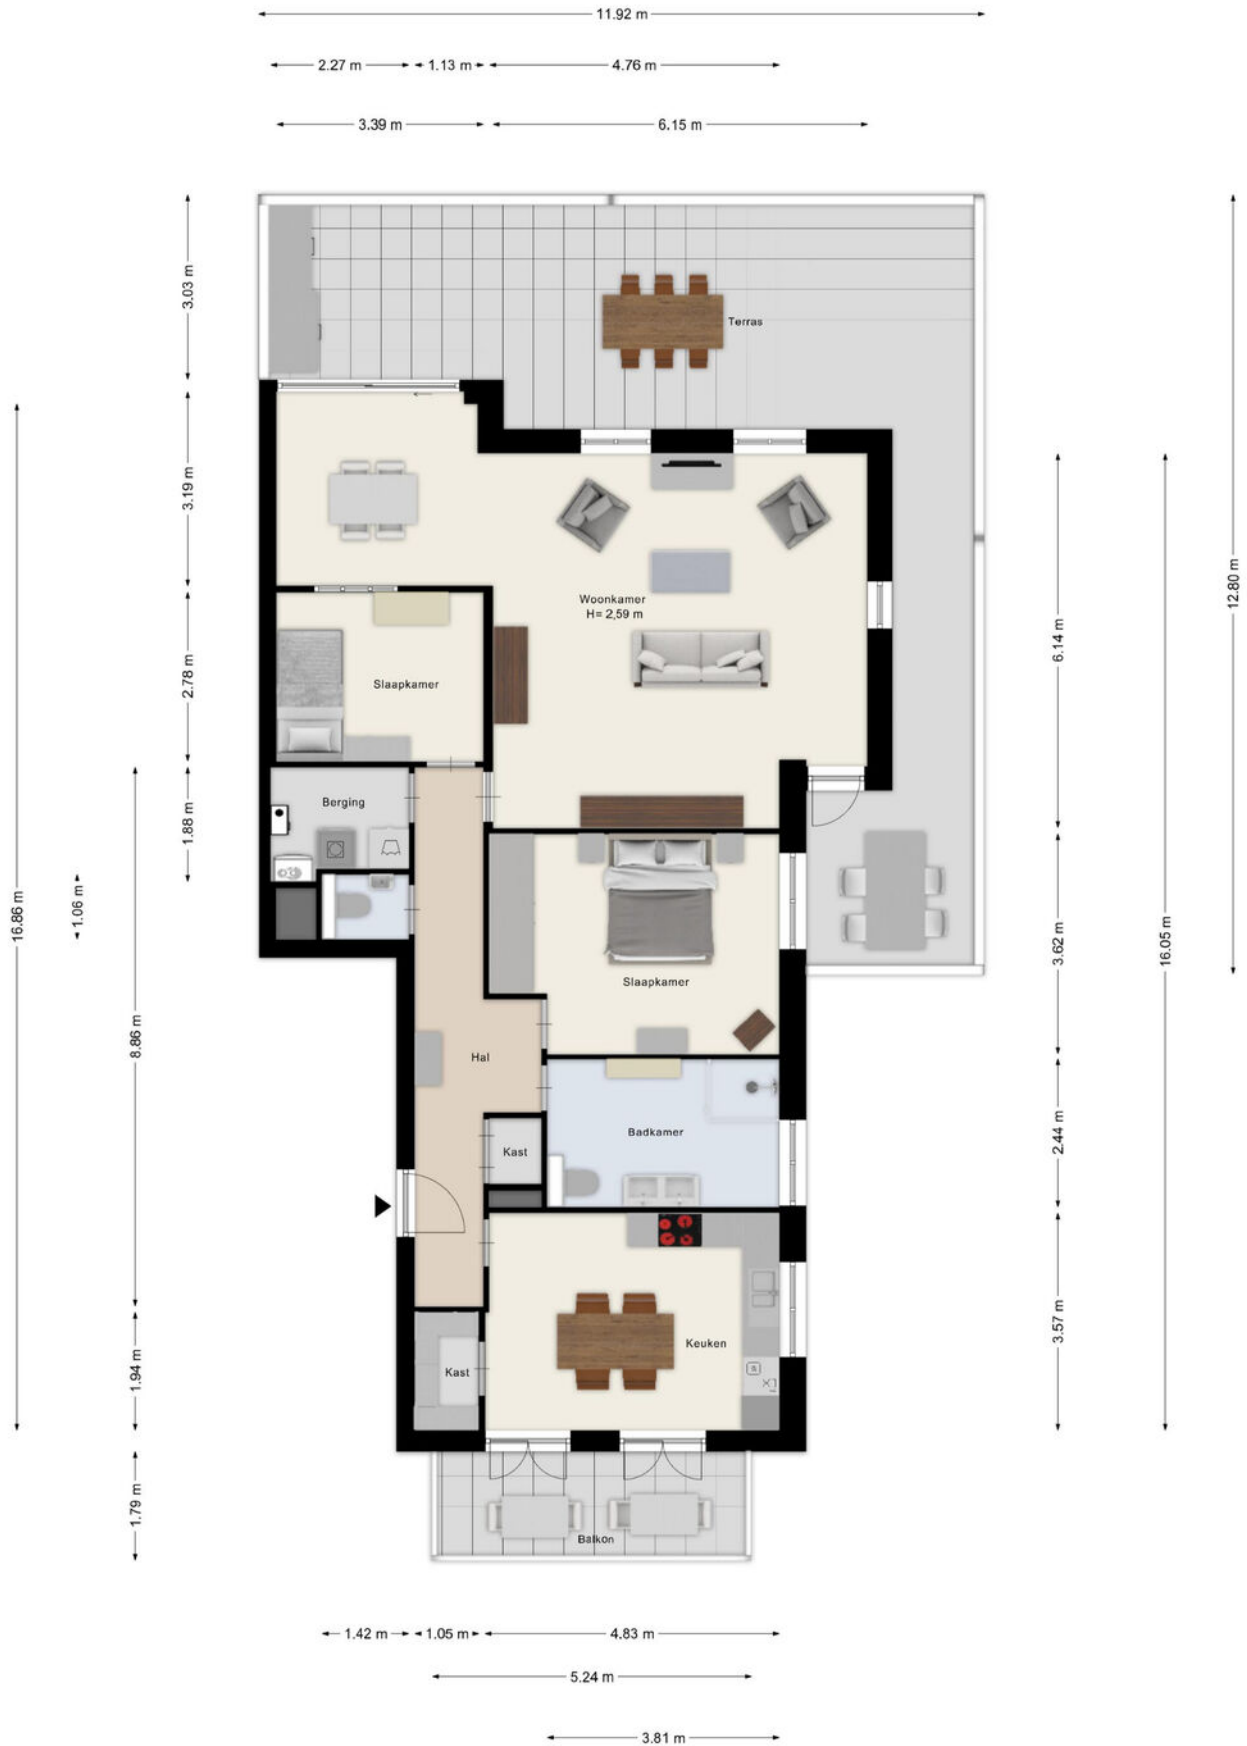 11.92 m
2.27 m
1.13 m
4.76 m
3.39 m
6.15 m
3.03 m
Terras
3.19 m
Woonkamer
H= 2,59 m
12.80 m
6.14 m
2.78 m
Slaapkamer
Berging
1.88 m
16.86 m
1.06 m
3.62 m
16.05 m
Slaapkamer
8.86 m
Hal
Badkamer
2.44 m
Kast
Keuken
3.57 m
Kast
1.94 m
1.79 m
Balkon
1.42 m
1.05 m
4.83 m
5.24 m
3.81 m